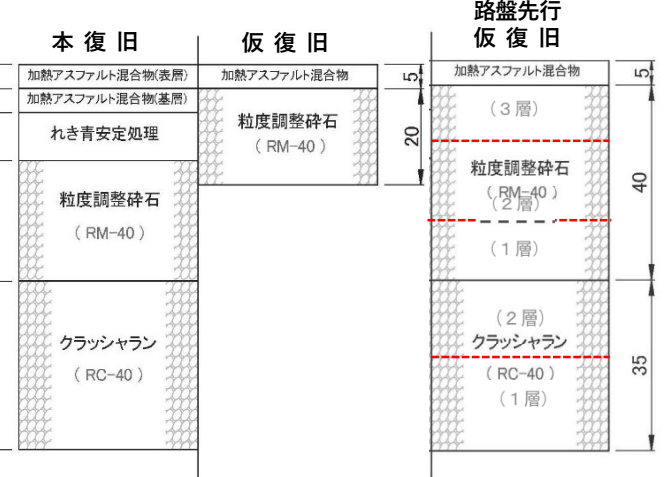 本復旧
仮復旧
路盤先行
仮復旧
加熱アスファルト混合物(表層)
加熱アスファルト混合物(基層)
れき青安定処理
粒度調整砕石
(RM-40)
クラッシャラン
(RC-40)
加熱アスファルト混合物
粒度調整砕石
(RM-40)
5
20
加熱アスファルト混合物
(3層)
粒度調整砕石
(RM-40)
(2層)
(1層)
(2層)
クラッシャラン
(RC-40)
(1層)
5
40
35